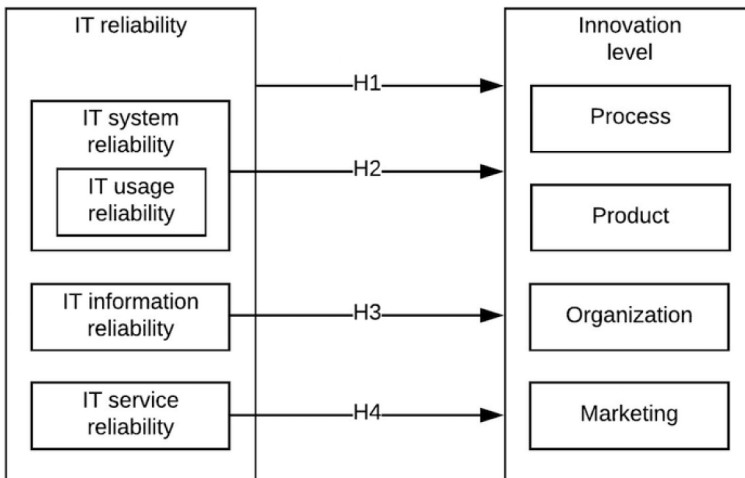 IT reliability
IT system
reliability
IT usage
reliability
IT information
reliability
IT service
reliability
H1
H2
H3
H4
Innovation
level
Process
Product
Organization
Marketing